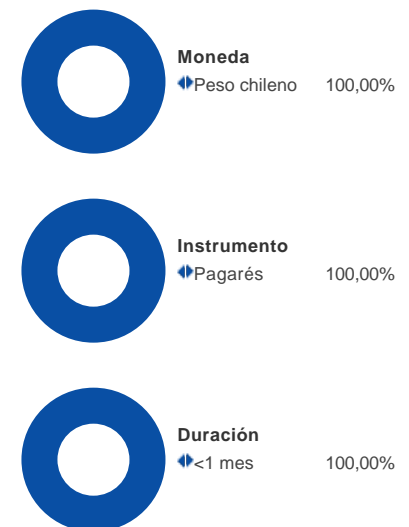 Moneda
Peso chileno 100,00%
Instrumento
Pagarés 100,00%
Duración
<1 mes 100,00%